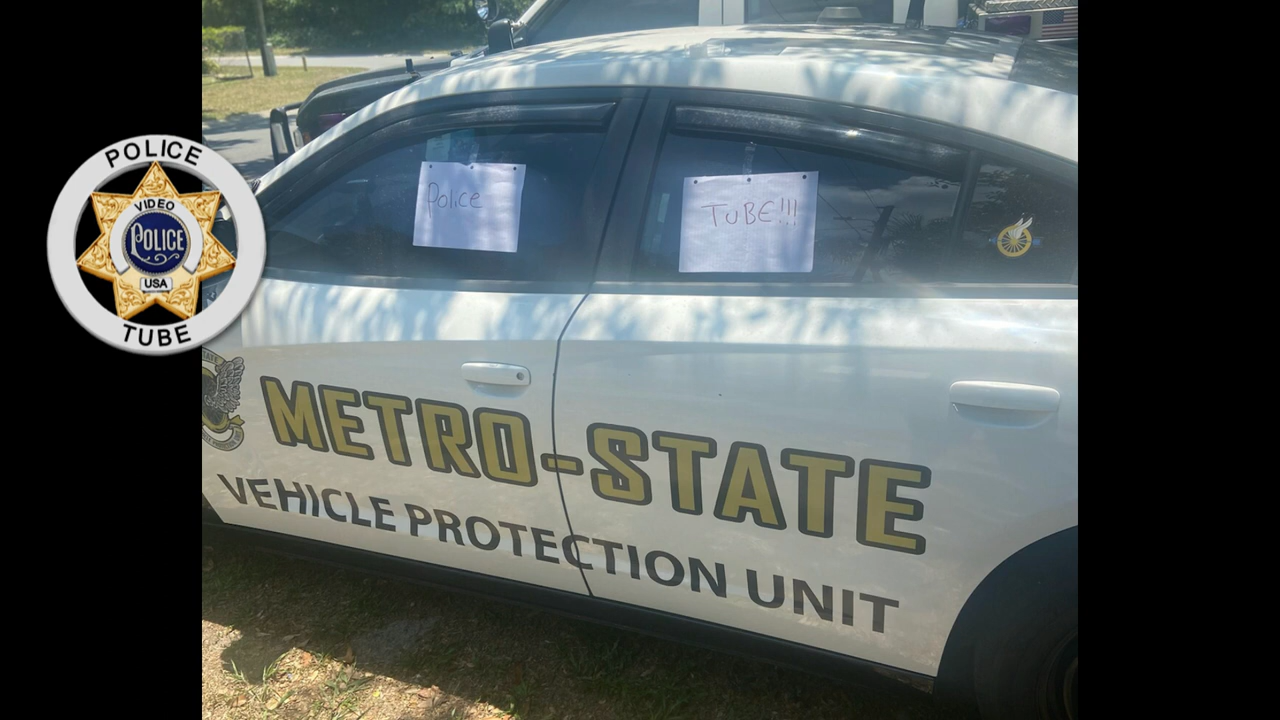 POLICE
VIDEO
POLICE
USA
TUBE
Police
TUBE!!!
METRO-STATE
VEHICLE PROTECTION UNIT